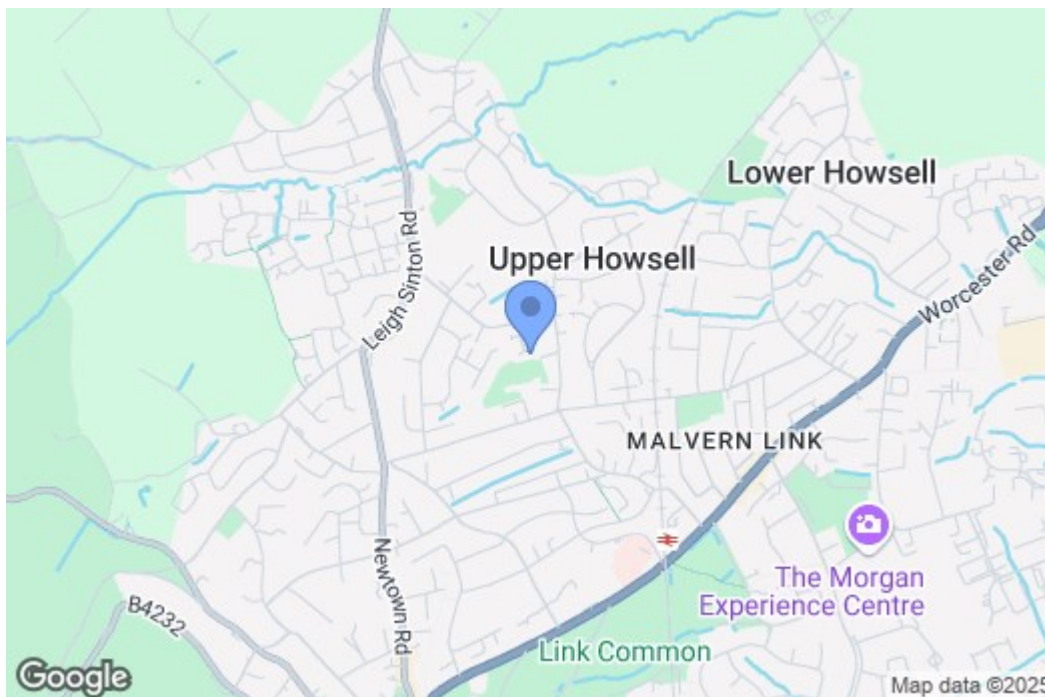 Lower Howsell
Upper Howsell
Leigh Sinton Rd
Worcester Rd
MALVERN LINK
Newtown Rd
The Morgan
Experience Centre
B4232
Link Common
Google
Map data ©2025